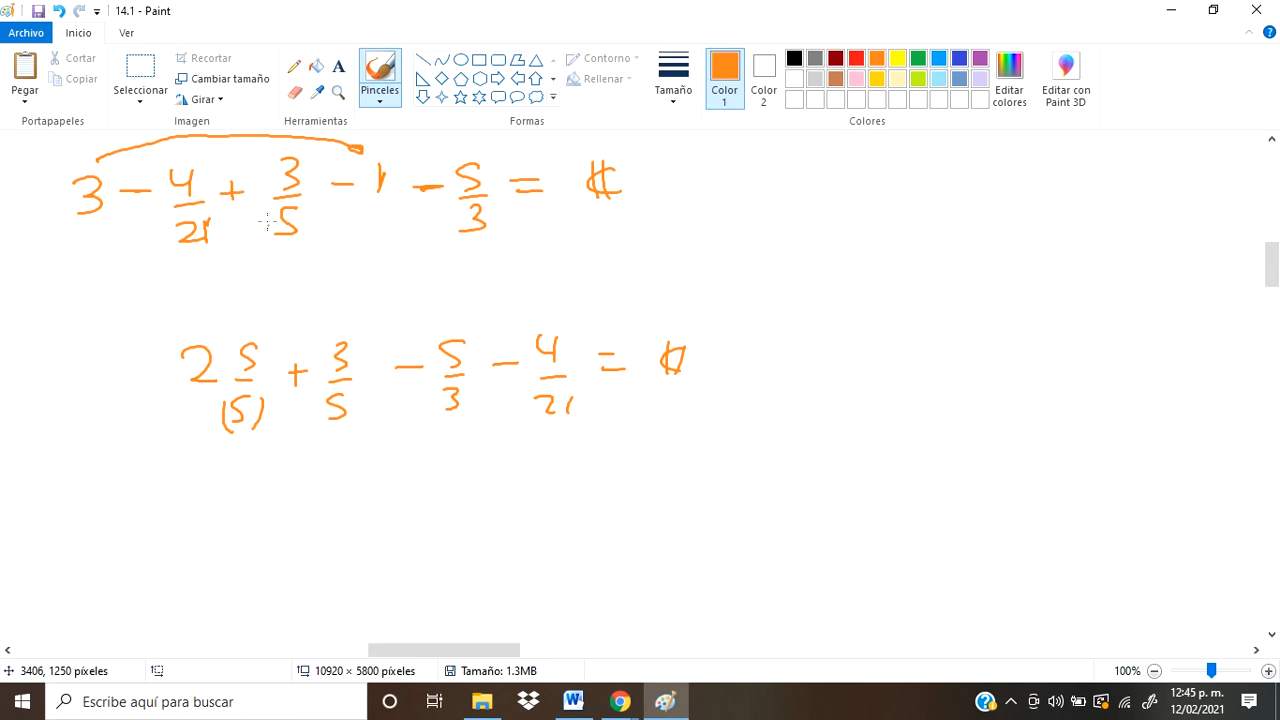 14.1 - Paint
Archivo Inicio Ver
Pegar
Cortar
Copiar
Portapapeles
Seleccionar
Recortar
Cambiar tamaño
Girar
Imagen
A
Herramientas
Pinceles
Contorno
Rellenar
Formas
Tamaño
Color 1
Color 2
Editar colores
Editar con Paint 3D
Colores
3 - 4/21 + 3/5 - 1 - 5/3 =
2 5/(5) + 3/5 - 5/3 - 4/21 =
3406, 1250 píxeles
10920 × 5800 píxeles
Tamaño: 1.3MB
100%
Escribe aquí para buscar
12:45 p. m.
12/02/2021